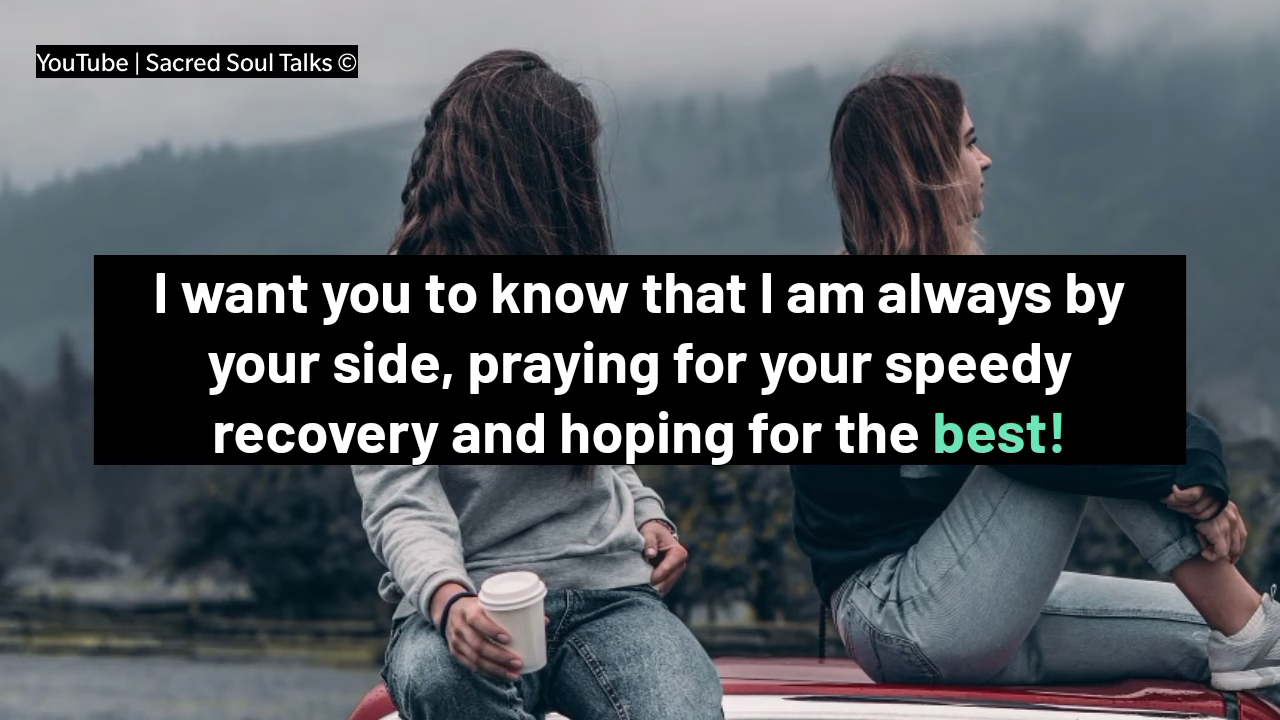 YouTube | Sacred Soul Talks ©
I want you to know that I am always by
your side, praying for your speedy
recovery and hoping for the best!